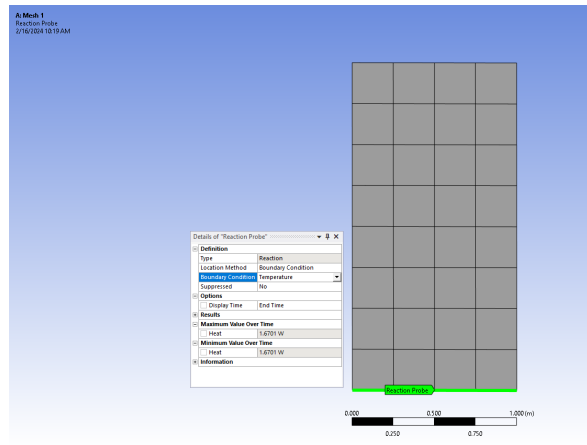 A: Mesh 1
Reaction Probe
2/16/2024 10:19 AM
Details of "Reaction Probe"
Definition
Type Reaction
Location Method Boundary Condition
Boundary Condition Temperature
Suppressed No
Options
Display Time End Time
Results
Maximum Value Over Time
Heat 1.6701 W
Minimum Value Over Time
Heat 1.6701 W
Information
Reaction Probe
0.000 0.500 1.000 (m)
0.250 0.750